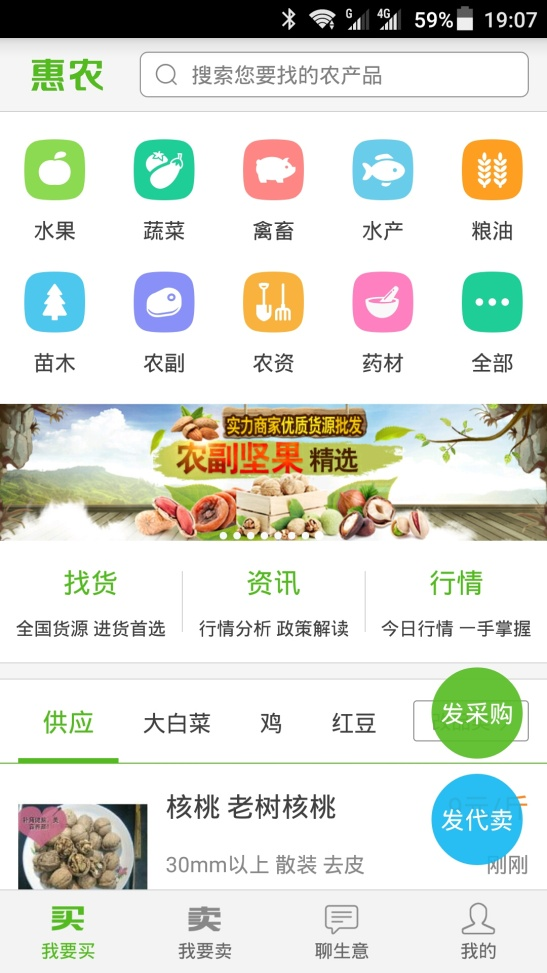 G 4G 59% 19:07
惠农
搜索您要找的农产品
水果 蔬菜 禽畜 水产 粮油
苗木 农副 农资 药材 全部
实力商家优质货源批发
农副坚果 精选
找货 资讯 行情
全国货源 进货首选 行情分析 政策解读 今日行情 一手掌握
供应 大白菜 鸡 红豆
发采购
核桃 老树核桃
发代卖
30mm以上 散装 去皮 刚刚
买 卖
我要买 我要卖 聊生意 我的